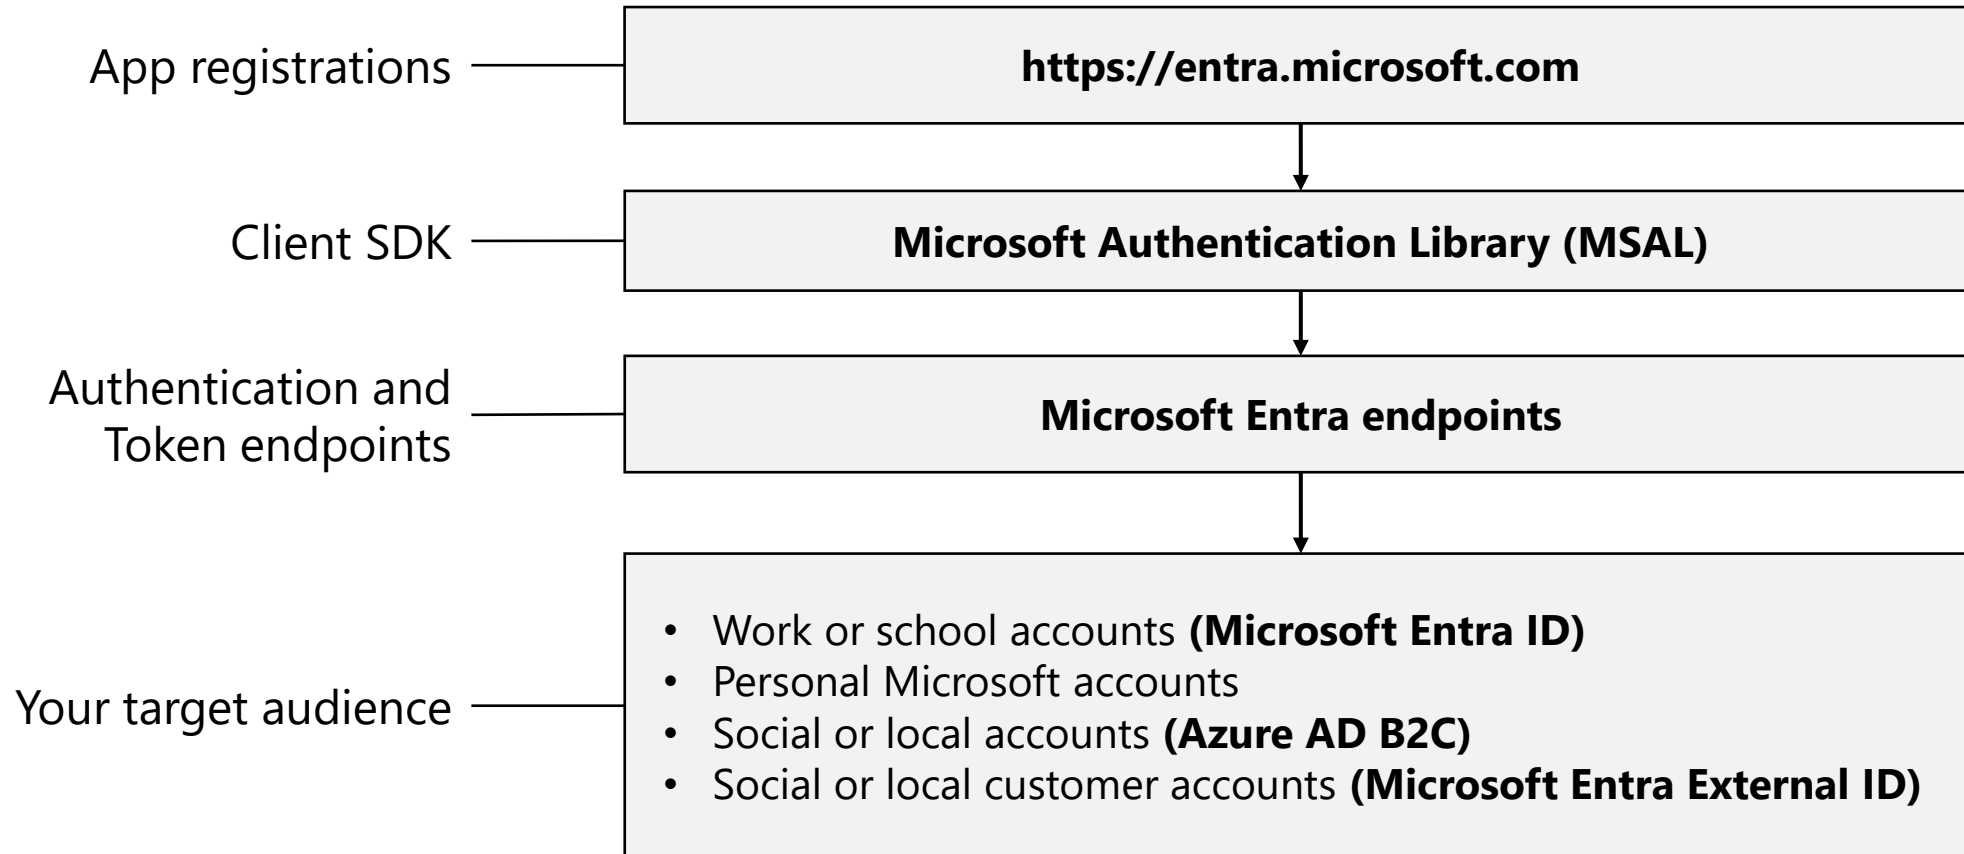 App registrations
https://entra.microsoft.com
Client SDK
Microsoft Authentication Library (MSAL)
Authentication and
Token endpoints
Microsoft Entra endpoints
Your target audience
• Work or school accounts (Microsoft Entra ID)
• Personal Microsoft accounts
• Social or local accounts (Azure AD B2C)
• Social or local customer accounts (Microsoft Entra External ID)